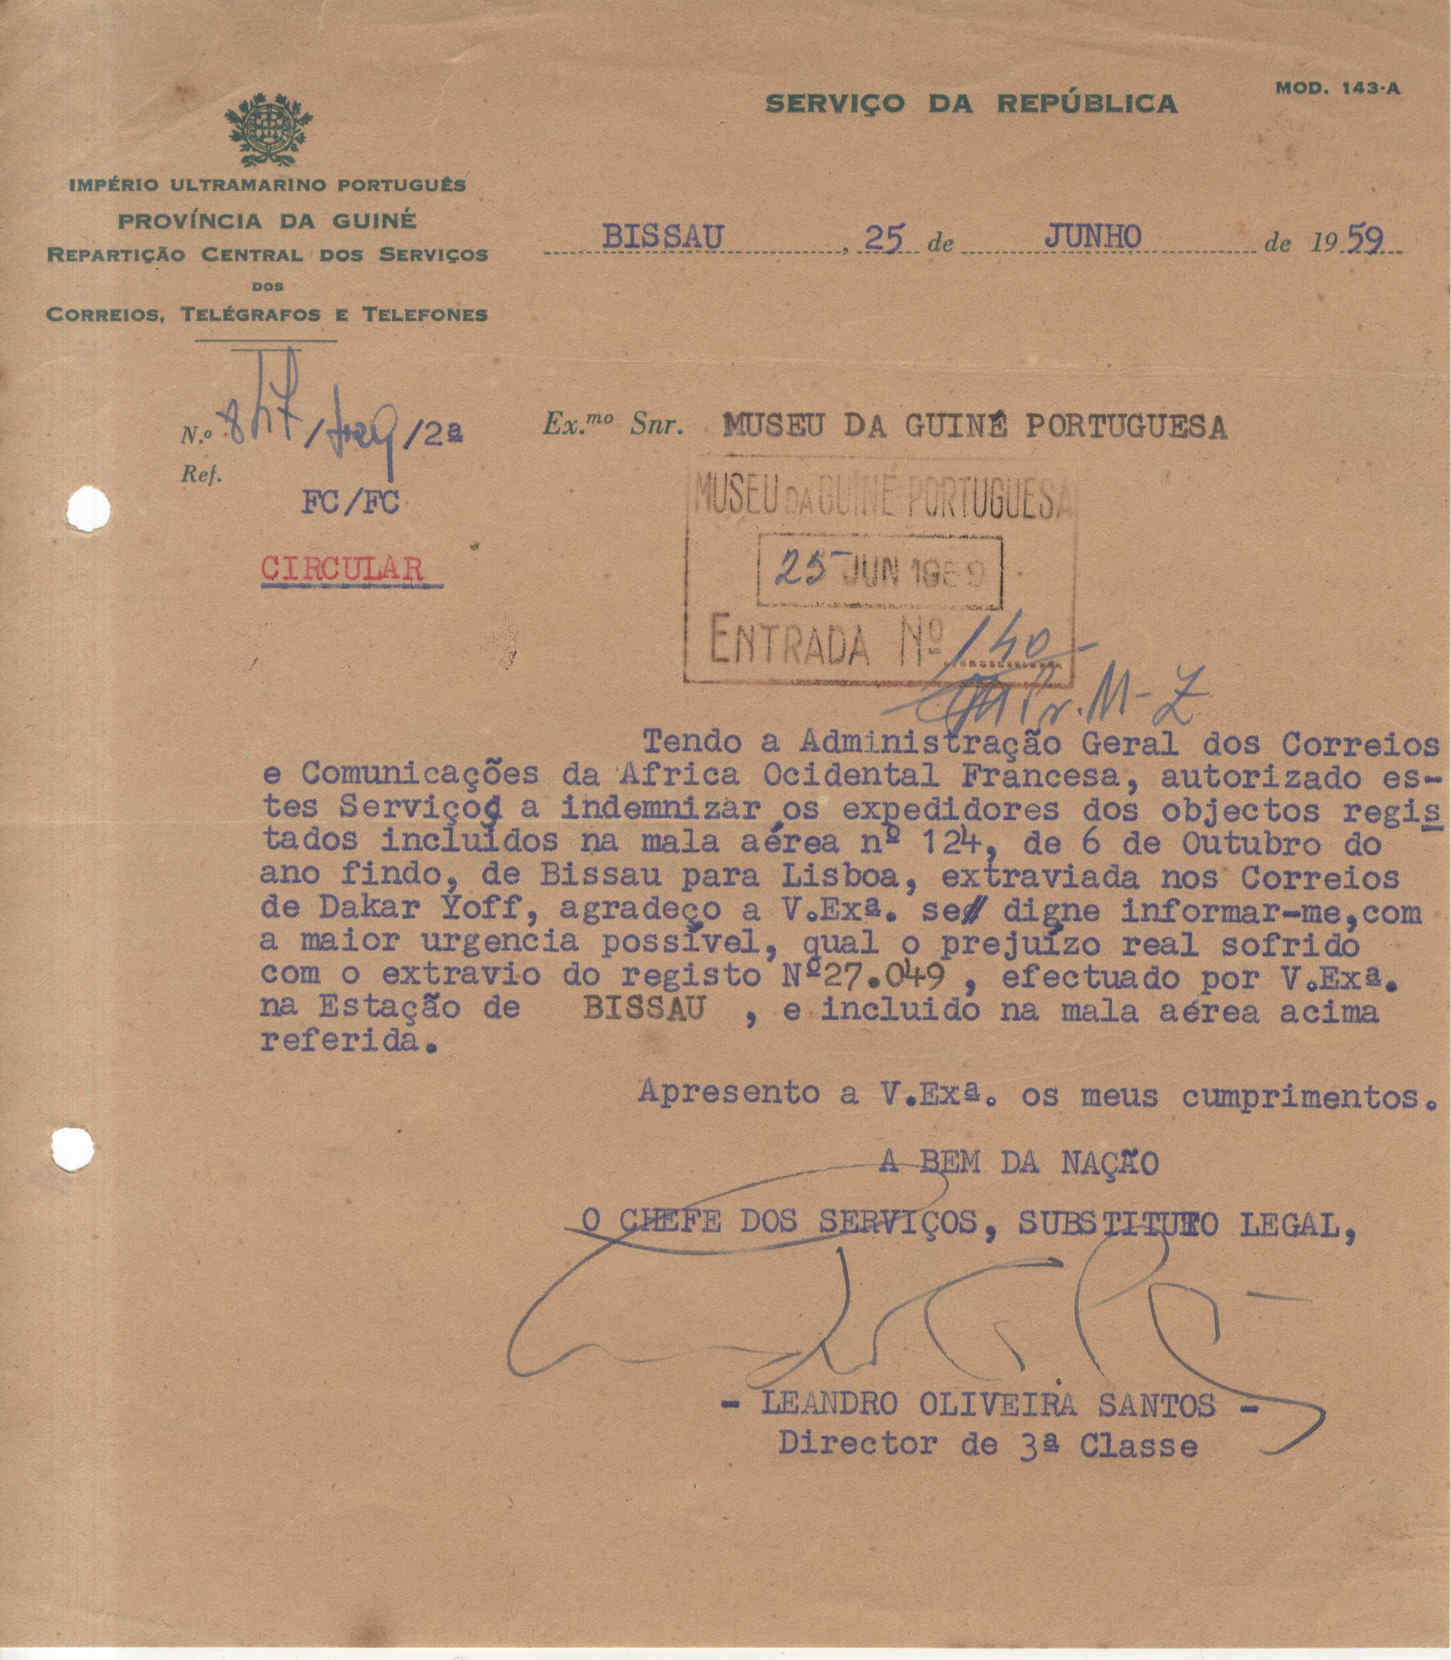 SERVIÇO DA REPÚBLICA
MOD. 143-A
IMPÉRIO ULTRAMARINO PORTUGUÊS
PROVÍNCIA DA GUINÉ
REPARTIÇÃO CENTRAL DOS SERVIÇOS
DOS
CORREIOS, TELÉGRAFOS E TELEFONES
BISSAU, 25 de JUNHO de 1959
N.º 847 / /2ª
Ref.
FC/FC
CIRCULAR
Ex.mo Snr. MUSEU DA GUINÉ PORTUGUESA
MUSEU DA GUINÉ PORTUGUESA
25 JUN 1959
ENTRADA Nº 140
Pr. M-Z
Tendo a Administração Geral dos Correios
e Comunicações da Africa Ocidental Francesa, autorizado es-
tes Serviços a indemnizar os expedidores dos objectos regis
tados incluídos na mala aérea nº 124, de 6 de Outubro do
ano findo, de Bissau para Lisboa, extraviada nos Correios
de Dakar Yoff, agradeço a V.Exª. se digne informar-me,com
a maior urgencia possível, qual o prejuízo real sofrido
com o extravio do registo Nº27.049 , efectuado por V.Exª.
na Estação de BISSAU , e incluido na mala aérea acima
referida.
Apresento a V.Exª. os meus cumprimentos.
A BEM DA NAÇÃO
O CHEFE DOS SERVIÇOS, SUBSTITUTO LEGAL,
- LEANDRO OLIVEIRA SANTOS -
Director de 3ª Classe